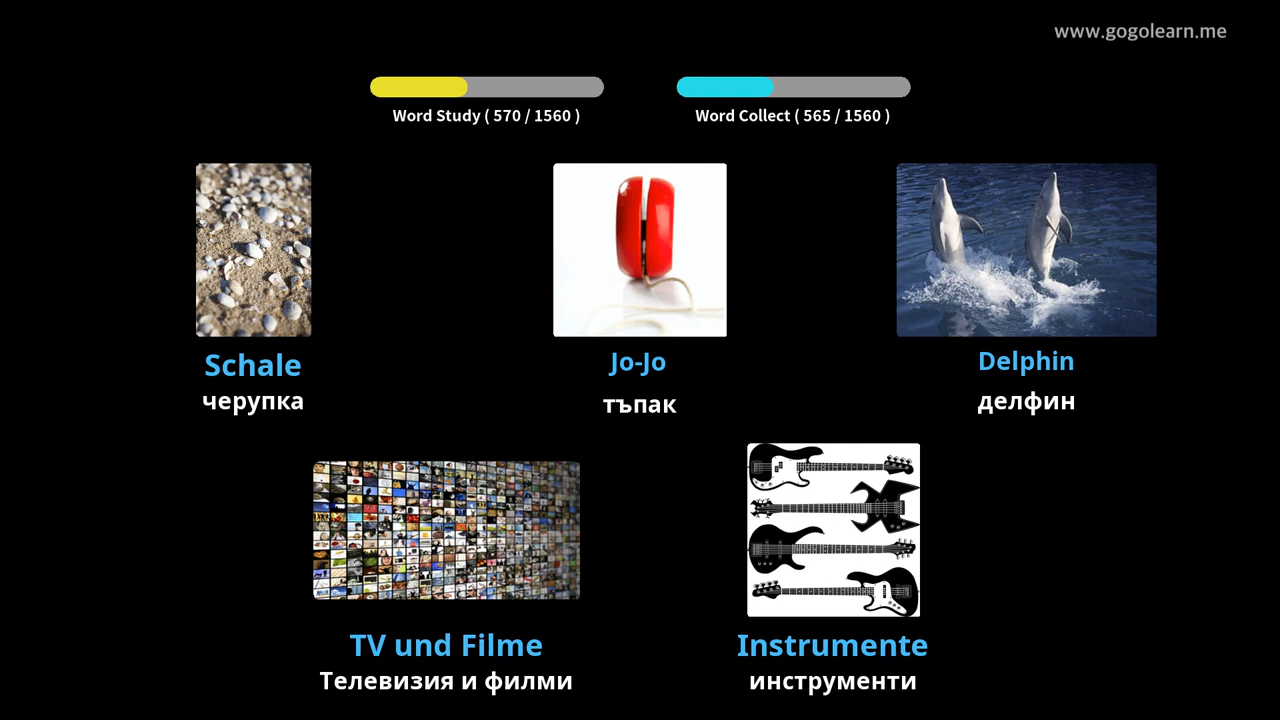 www.gogolearn.me
Word Study ( 570 / 1560 )
Word Collect ( 565 / 1560 )
Schale
черупка
Jo-Jo
тъпак
Delphin
делфин
TV und Filme
Телевизия и филми
Instrumente
инструменти